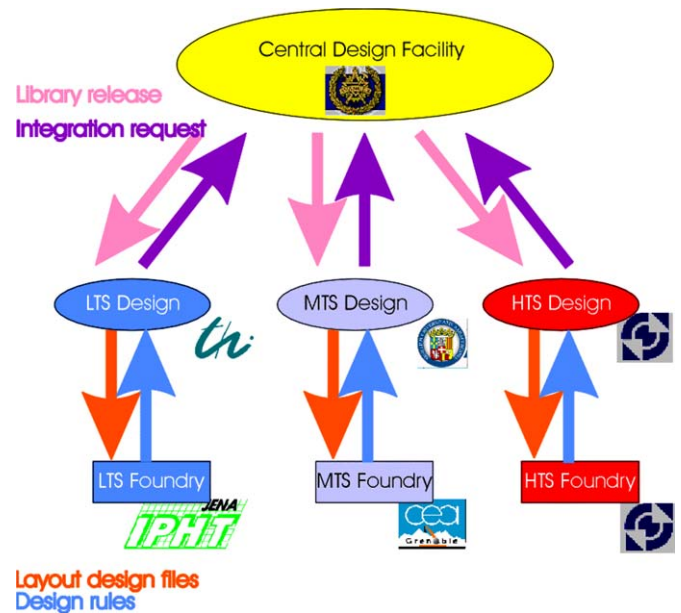 Central Design Facility
Library release
Integration request
LTS Design
MTS Design
HTS Design
th
LTS Foundry
MTS Foundry
HTS Foundry
JENA
IPHT
cea
Grenoble
Layout design files
Design rules